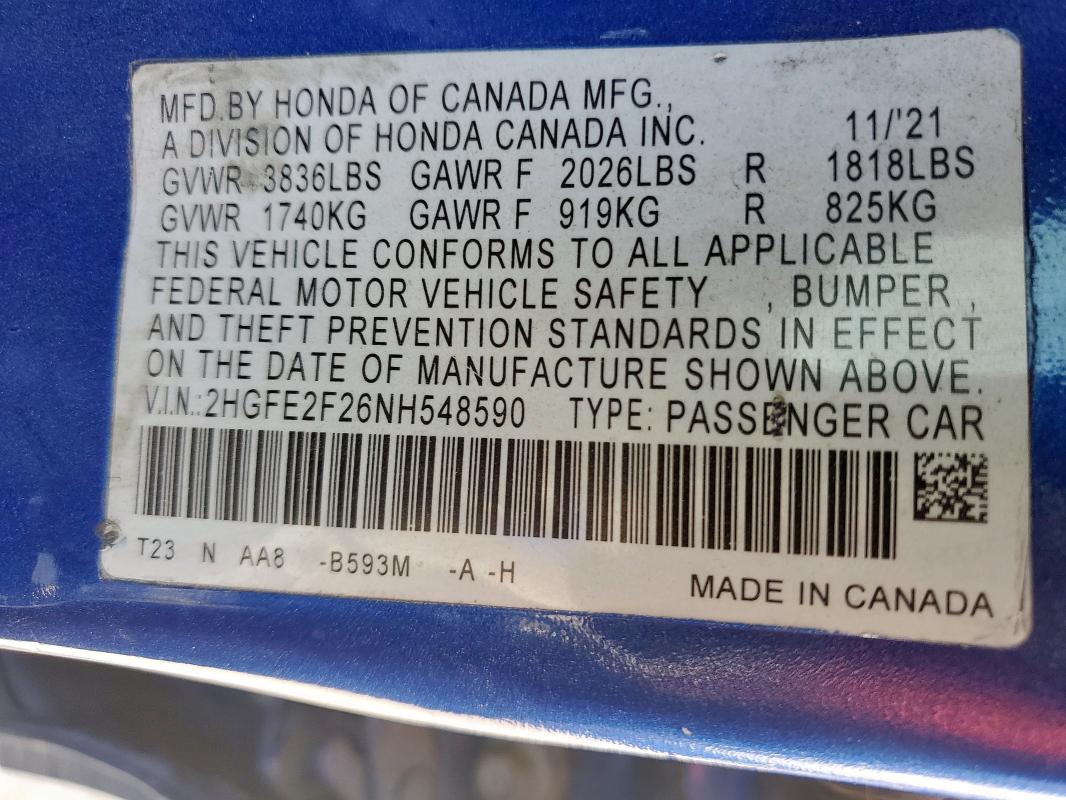 MFD.BY HONDA OF CANADA MFG.,
A DIVISION OF HONDA CANADA INC. 11/'21
GVWR 3836LBS GAWR F 2026LBS R 1818LBS
GVWR 1740KG GAWR F 919KG R 825KG
THIS VEHICLE CONFORMS TO ALL APPLICABLE
FEDERAL MOTOR VEHICLE SAFETY , BUMPER ,
AND THEFT PREVENTION STANDARDS IN EFFECT
ON THE DATE OF MANUFACTURE SHOWN ABOVE.
V.I.N.:2HGFE2F26NH548590 TYPE: PASSENGER CAR
T23 N AA8 -B593M -A -H
MADE IN CANADA